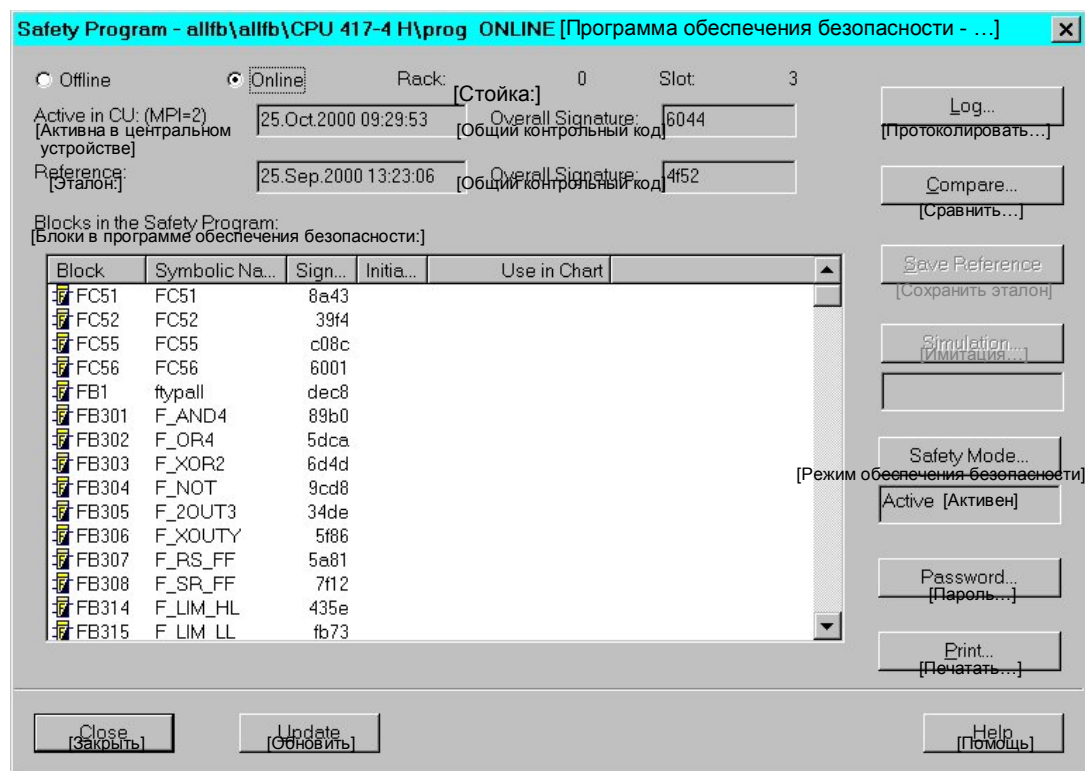 Safety Program - allfb\allfb\CPU 417-4 H\prog ONLINE [Программа обеспечения безопасности - …]
Offline Online Rack: 0 Slot: 3
[Стойка:]
Active in CU: (MPI=2) 25.Oct.2000 09:29:53 Overall Signature: 6044
[Активна в центральном устройстве] [Общий контрольный код]
Reference: 25.Sep.2000 13:23:06 Overall Signature: 4f52
[Эталон:] [Общий контрольный код]
Log...
[Протоколировать…]
Compare...
[Сравнить…]
Blocks in the Safety Program:
[Блоки в программе обеспечения безопасности:]
Block Symbolic Na... Sign... Initia... Use in Chart
FC51 FC51 8a43
FC52 FC52 39f4
FC55 FC55 c08c
FC56 FC56 6001
FB1 ftypall dec8
FB301 F_AND4 89b0
FB302 F_OR4 5dca
FB303 F_XOR2 6d4d
FB304 F_NOT 9cd8
FB305 F_2OUT3 34de
FB306 F_XOUTY 5f86
FB307 F_RS_FF 5a81
FB308 F_SR_FF 7f12
FB314 F_LIM_HL 435e
FB315 F_LIM_LL fb73
Save Reference
[Сохранить эталон]
Simulation...
[Имитация…]
Safety Mode...
[Режим обеспечения безопасности]
Active [Активен]
Password...
[Пароль…]
Print...
[Печатать…]
Close Update Help
[Закрыть] [Обновить] [Помощь]